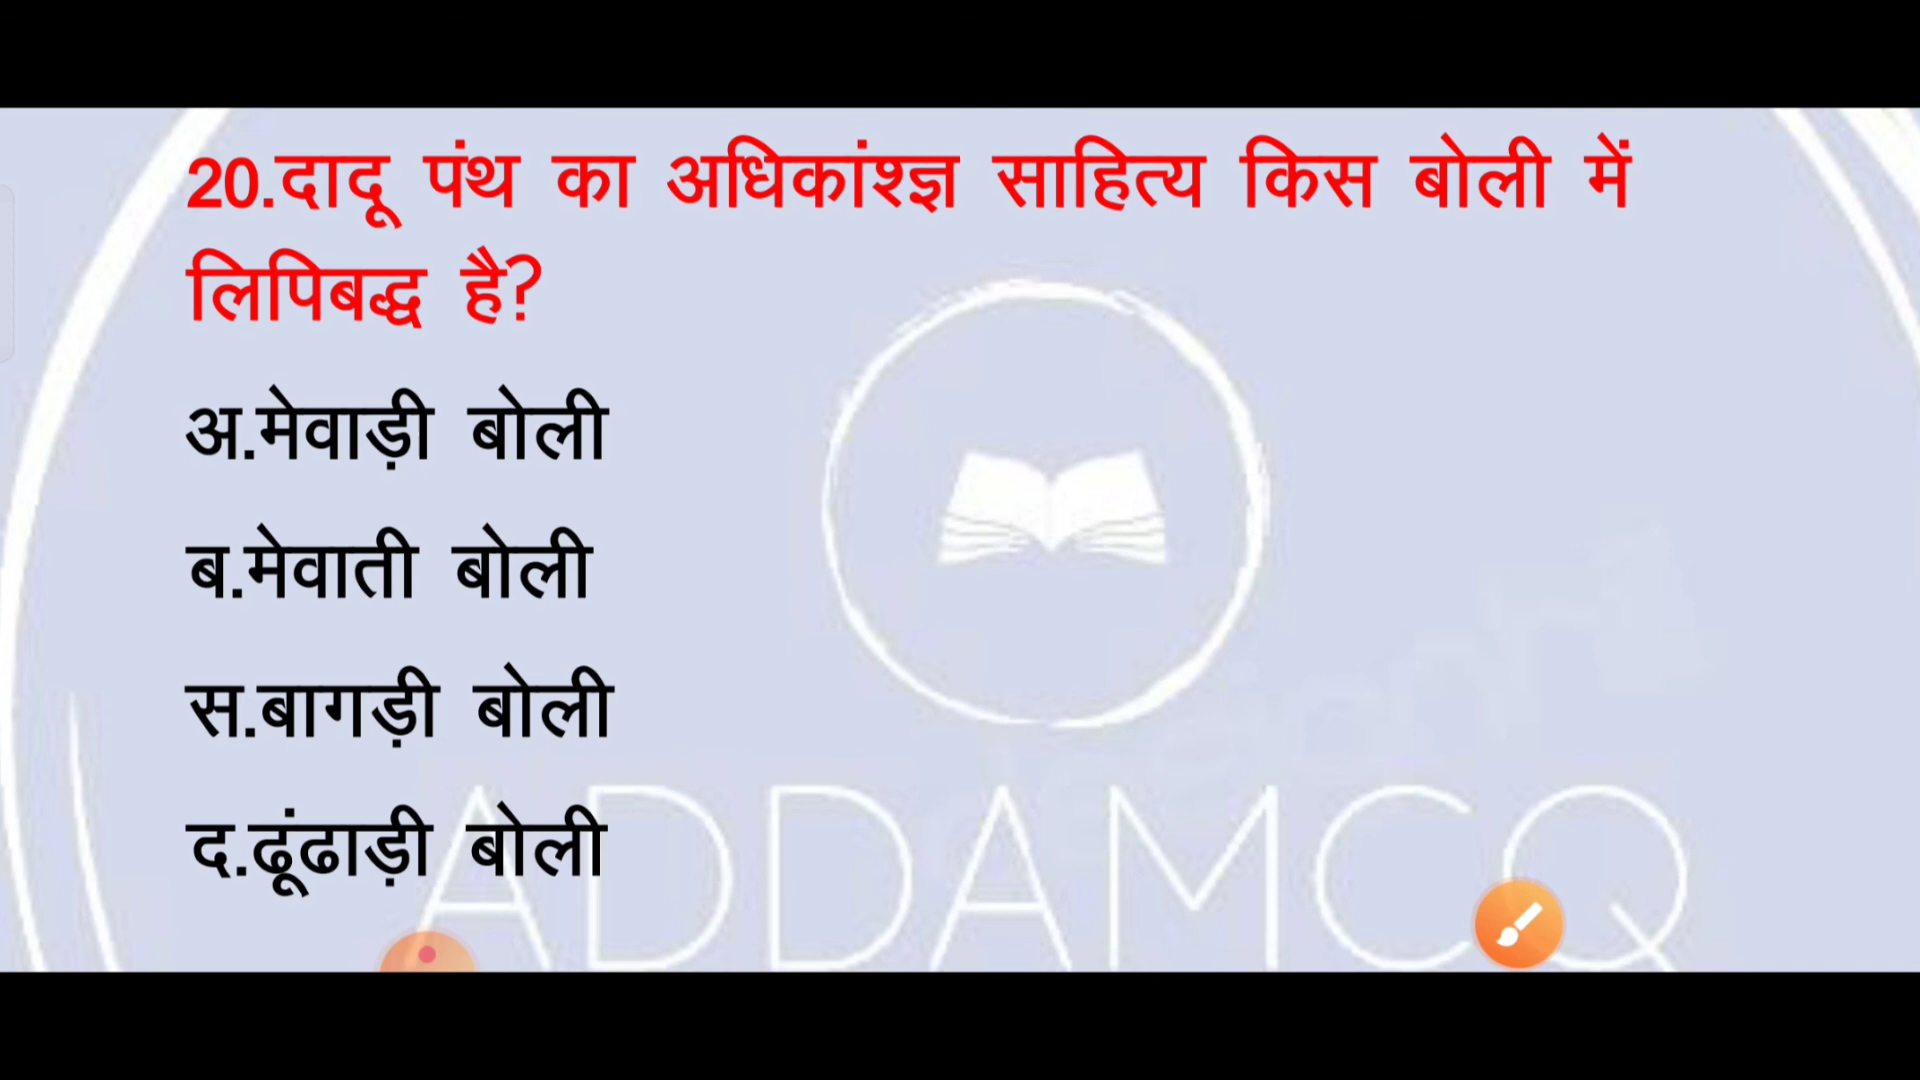 20.दादू पंथ का अधिकांश्ज्ञ साहित्य किस बोली में
लिपिबद्ध है?
अ.मेवाड़ी बोली
ब.मेवाती बोली
स.बागड़ी बोली
द.ढूंढाड़ी बोली
ADDAMCQ